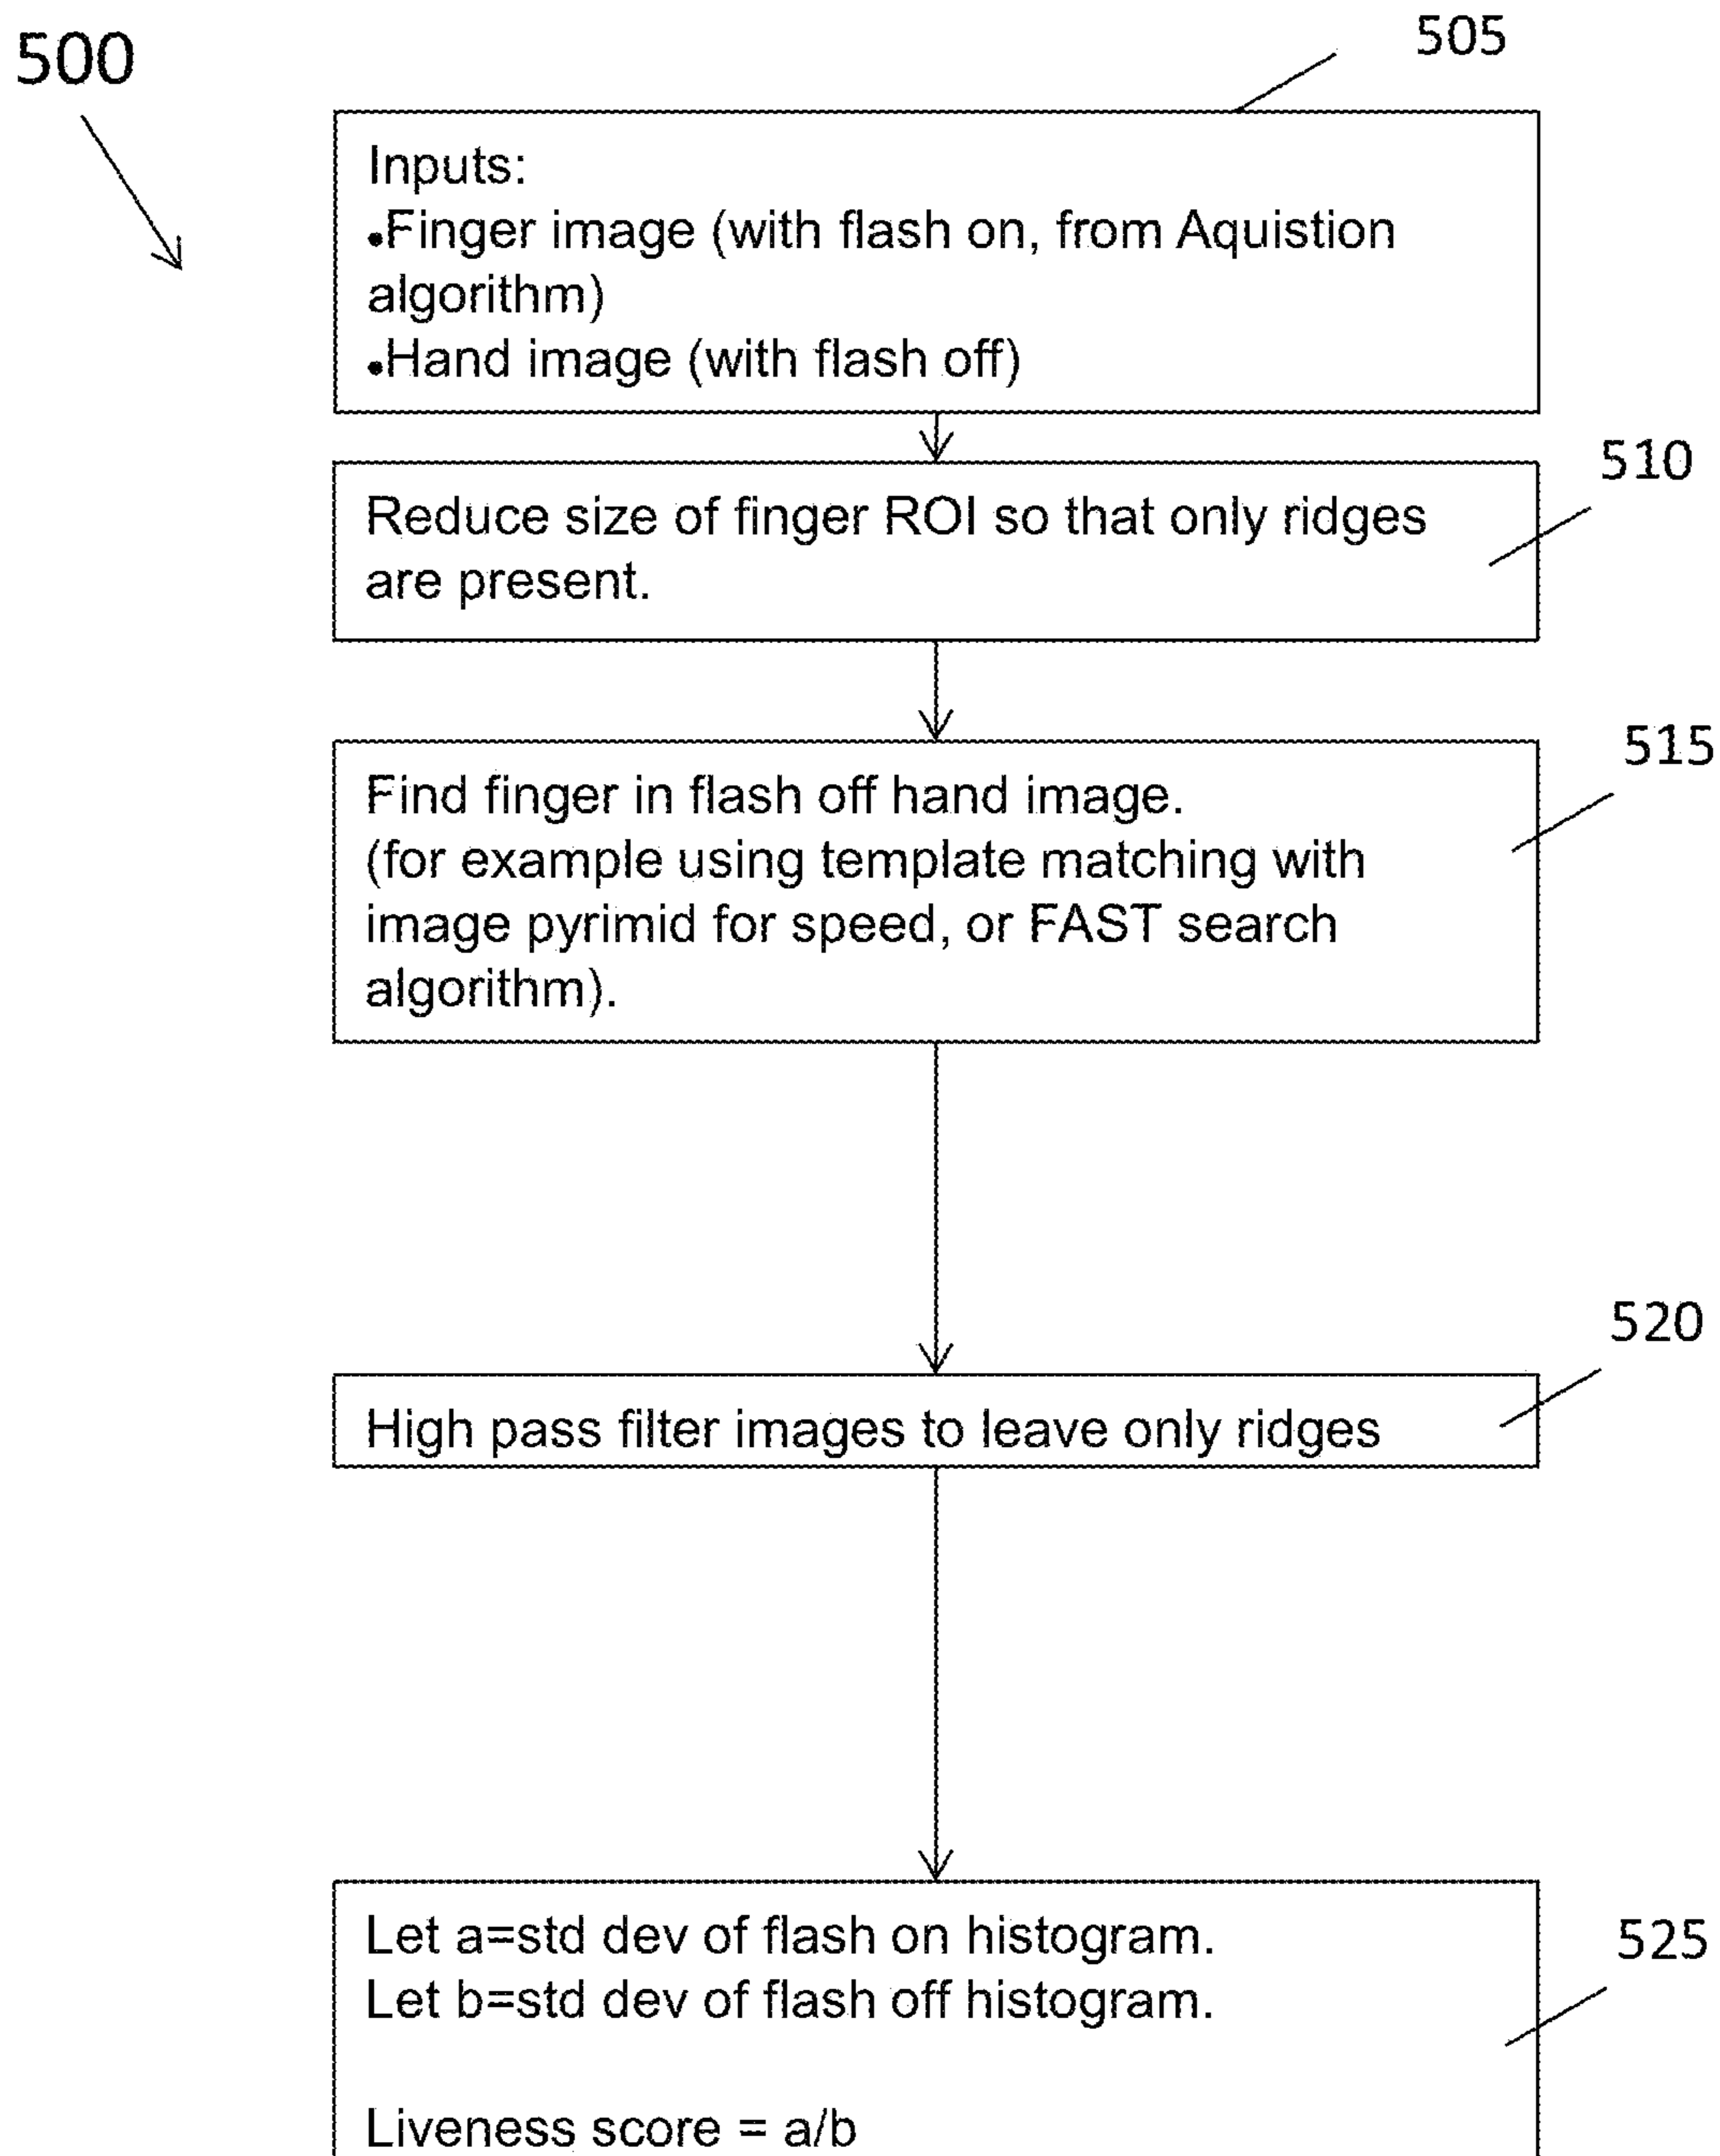 500
505
Inputs:
•Finger image (with flash on, from Aquistion
algorithm)
•Hand image (with flash off)
510
Reduce size of finger ROI so that only ridges
are present.
515
Find finger in flash off hand image.
(for example using template matching with
image pyrimid for speed, or FAST search
algorithm).
520
High pass filter images to leave only ridges
525
Let a=std dev of flash on histogram.
Let b=std dev of flash off histogram.
Liveness score = a/b